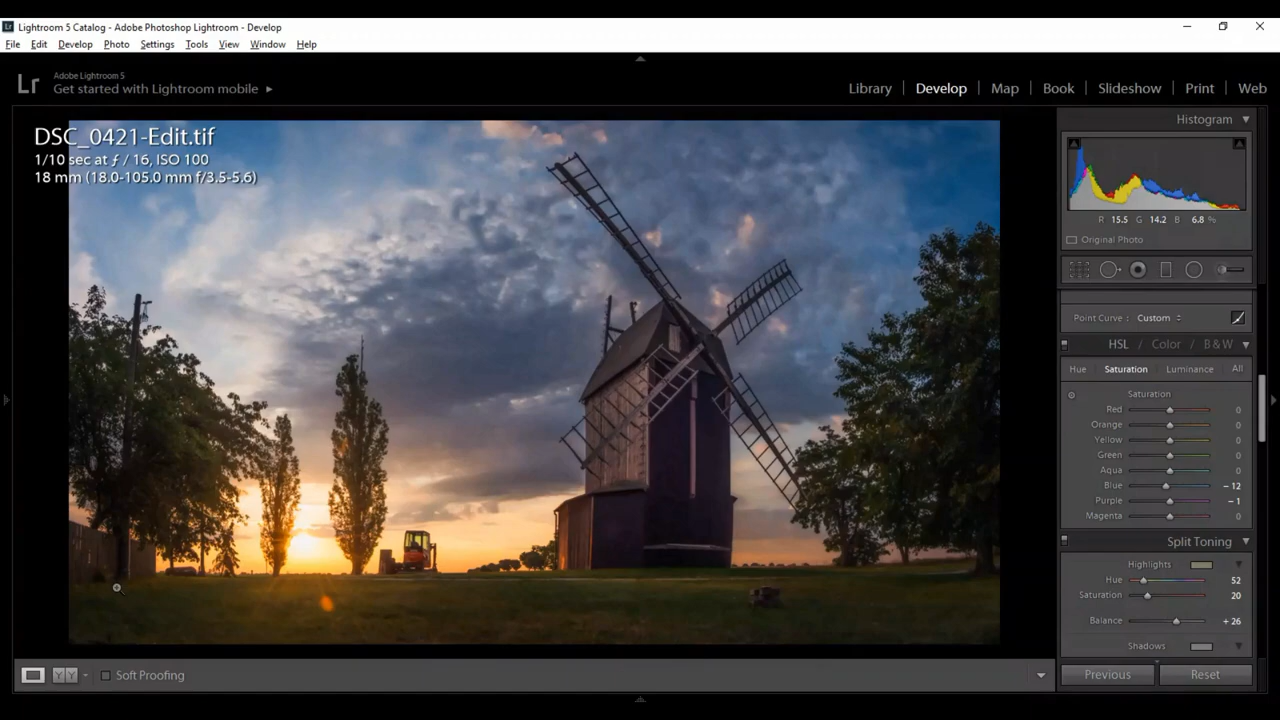 Lr Lightroom 5 Catalog - Adobe Photoshop Lightroom - Develop
File Edit Develop Photo Settings Tools View Window Help
Lr
Adobe Lightroom 5
Get started with Lightroom mobile ▸
Library | Develop | Map | Book | Slideshow | Print | Web
DSC_0421-Edit.tif
1/10 sec at ƒ / 16, ISO 100
18 mm (18.0-105.0 mm f/3.5-5.6)
Histogram
R 15.5 G 14.2 B 6.8 %
Original Photo
Point Curve : Custom
HSL / Color / B & W
Hue Saturation Luminance All
Saturation
Red 0
Orange 0
Yellow 0
Green 0
Aqua 0
Blue − 12
Purple − 1
Magenta 0
Split Toning
Highlights
Hue 52
Saturation 20
Balance + 26
Shadows
Y Y Soft Proofing
Previous Reset